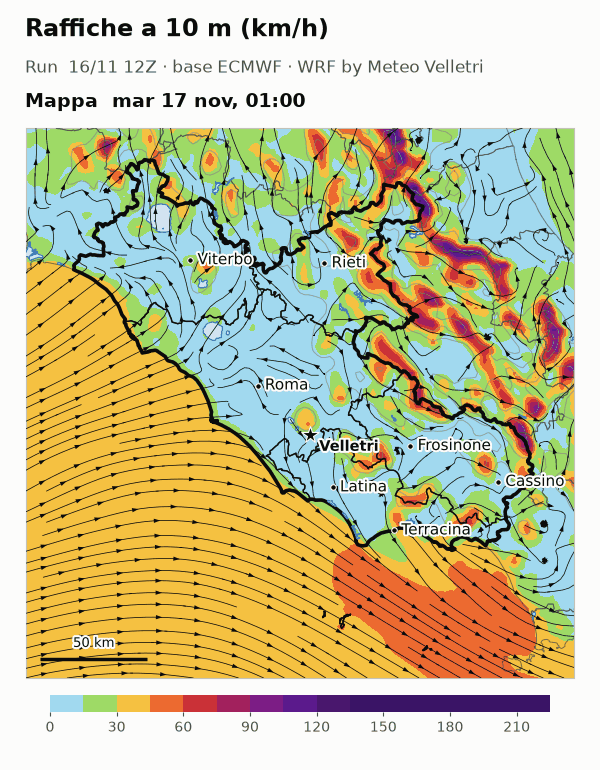 Raffiche a 10 m (km/h)
Run  16/11 12Z · base ECMWF · WRF by Meteo Velletri
Mappa  mar 17 nov, 01:00
Viterbo
Rieti
Roma
Velletri
Frosinone
Cassino
Latina
Terracina
50 km
0 30 60 90 120 150 180 210